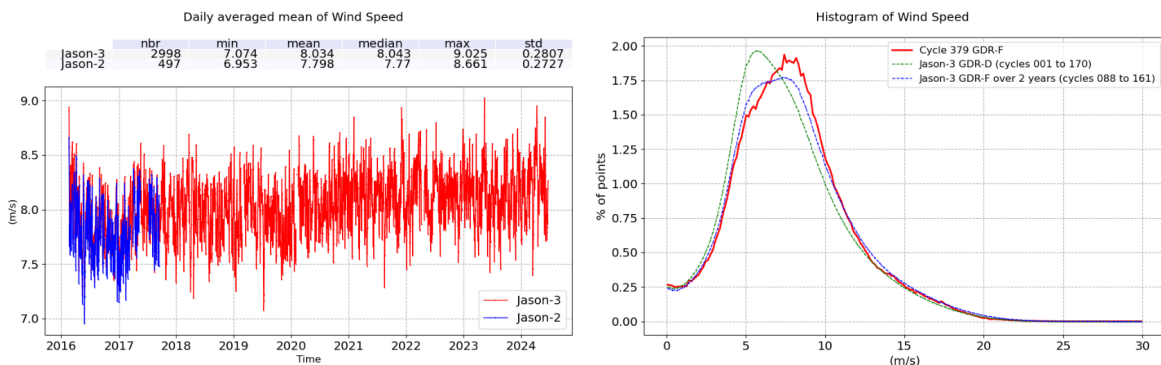 Daily averaged mean of Wind Speed
nbr min mean median max std
Jason-3 2998 7.074 8.034 8.043 9.025 0.2807
Jason-2 497 6.953 7.798 7.77 8.661 0.2727
9.0
8.5
8.0
7.5
7.0
(m/s)
Jason-3
Jason-2
2016 2017 2018 2019 2020 2021 2022 2023 2024
Time
Histogram of Wind Speed
2.00
1.75
1.50
1.25
1.00
0.75
0.50
0.25
0.00
% of points
Cycle 379 GDR-F
Jason-3 GDR-D (cycles 001 to 170)
Jason-3 GDR-F over 2 years (cycles 088 to 161)
0 5 10 15 20 25 30
(m/s)